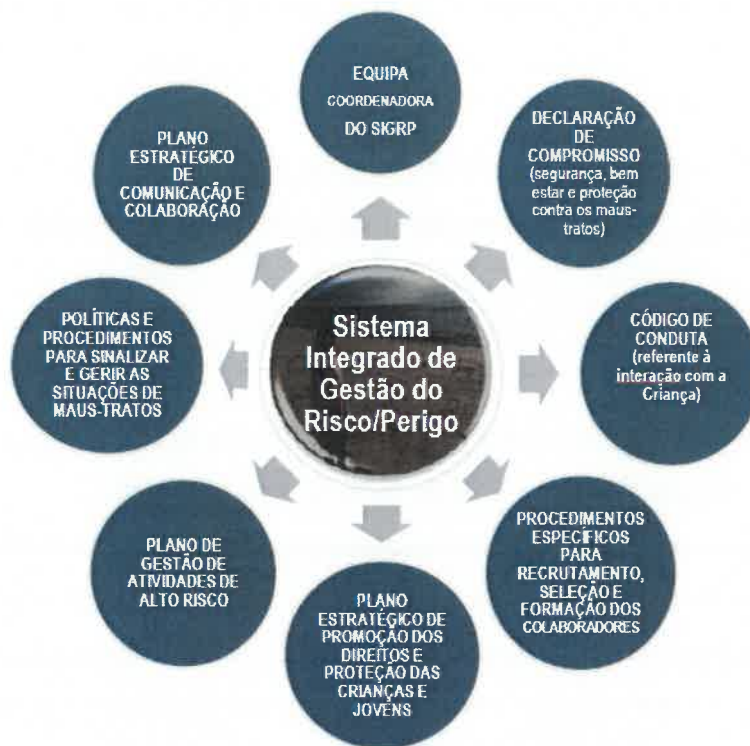 EQUIPA
COORDENADORA
DO SIGRP
DECLARAÇÃO
DE
COMPROMISSO
(segurança, bem
estar e proteção
contra os maus-
tratos)
CÓDIGO DE
CONDUTA
(referente à
interação com a
Criança)
PROCEDIMENTOS
ESPECÍFICOS
PARA
RECRUTAMENTO,
SELEÇÃO E
FORMAÇÃO DOS
COLABORADORES
PLANO
ESTRATÉGICO DE
PROMOÇÃO DOS
DIREITOS E
PROTEÇÃO DAS
CRIANÇAS E
JOVENS
PLANO DE
GESTÃO DE
ATIVIDADES DE
ALTO RISCO
POLÍTICAS E
PROCEDIMENTOS
PARA SINALIZAR
E GERIR AS
SITUAÇÕES DE
MAUS-TRATOS
PLANO
ESTRATÉGICO
DE
COMUNICAÇÃO E
COLABORAÇÃO
Sistema
Integrado de
Gestão do
Risco/Perigo